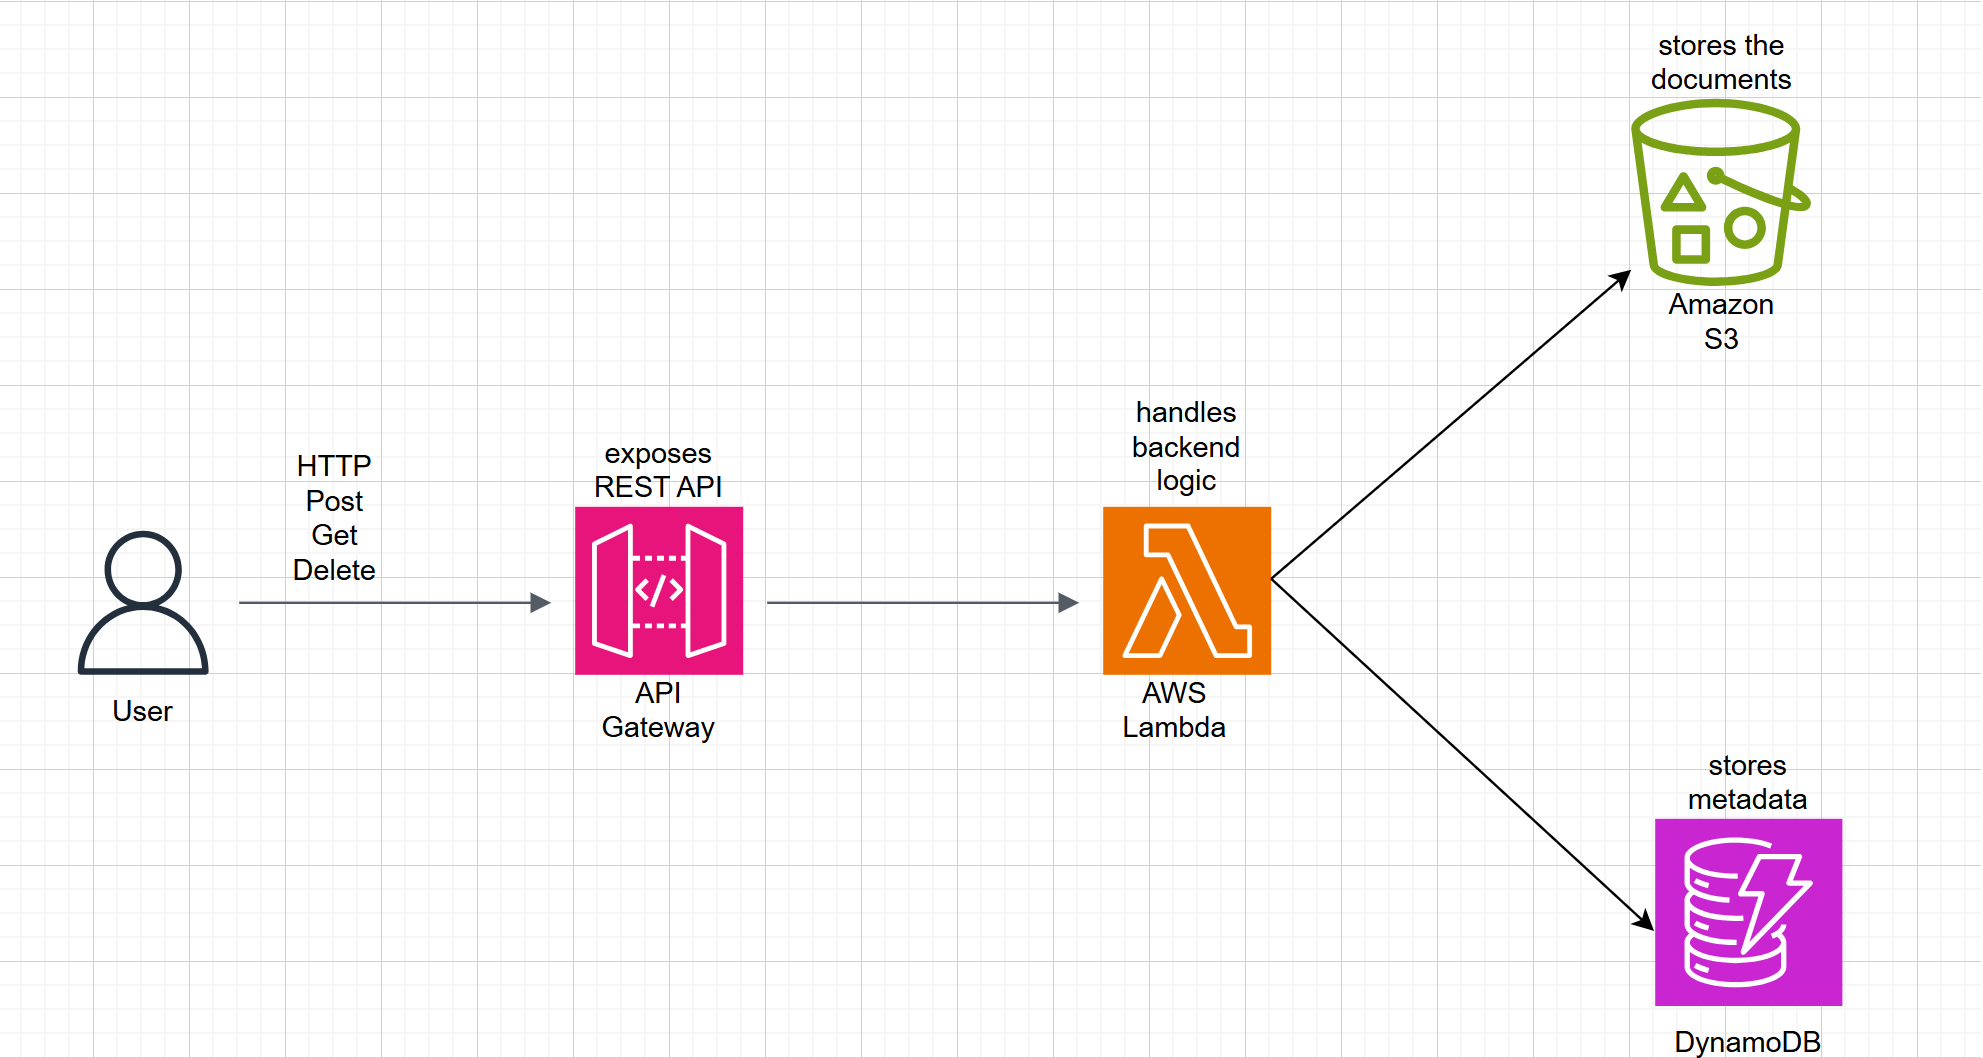 stores the
documents
Amazon
S3
handles
backend
logic
exposes
REST API
HTTP
Post
Get
Delete
User
API
Gateway
AWS
Lambda
stores
metadata
DynamoDB